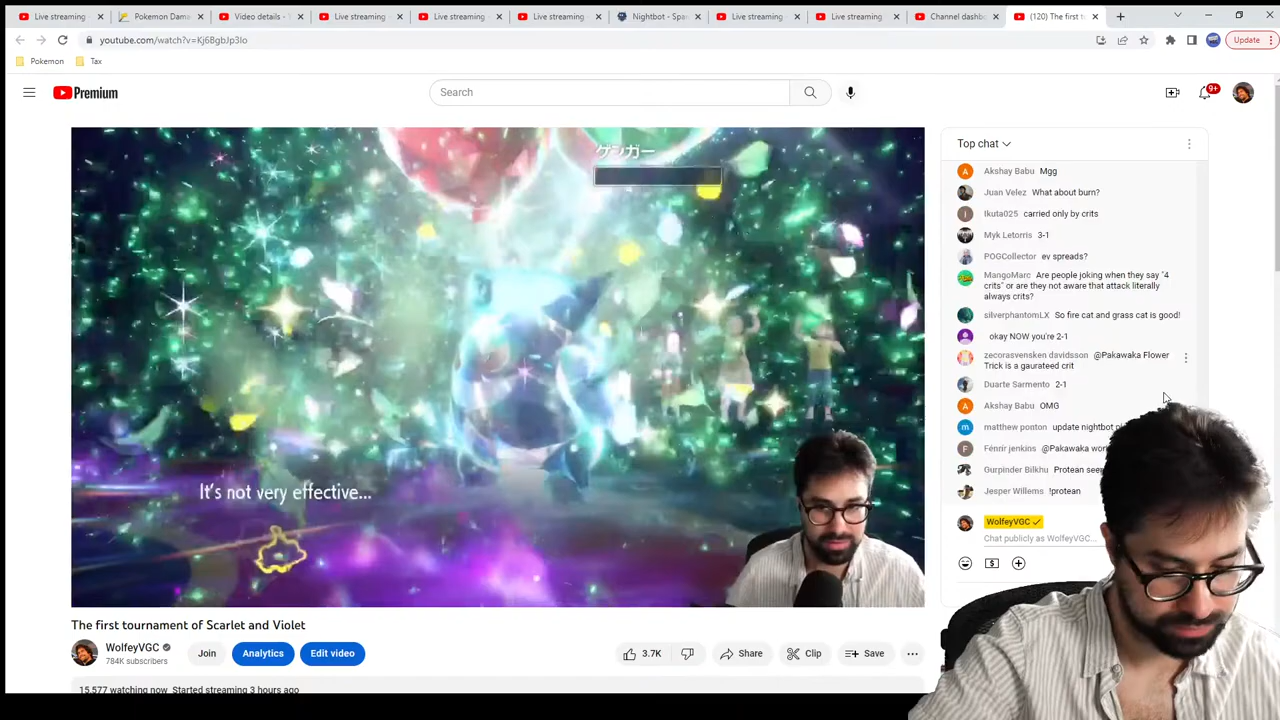 Live streaming -
Pokemon Dama
Video details -
Live streaming -
Live streaming -
Live streaming
Nightbot - Spa
Live streaming -
Live streaming
Channel dashbo
(120) The first t
youtube.com/watch?v=Kj6BgbJp3Io
Update
Pokemon
Tax
Premium
Search
9+
ゲンガー
Top chat
Akshay Babu Mgg
Juan Velez What about burn?
Ikuta025 carried only by crits
Myk Letorris 3-1
POGCollector ev spreads?
MangoMarc Are people joking when they say "4
crits" or are they not aware that attack literally
always crits?
silverphantomLX So fire cat and grass cat is good!
okay NOW you're 2-1
zecorasvensken davidsson @Pakawaka Flower
Trick is a gaurateed crit
Duarte Sarmento 2-1
Akshay Babu OMG
matthew ponton update nightbot
Fenrir jenkins @Pakawaka
Gurpinder Bilkhu Protean
Jesper Willems !protean
WolfeyVGC
Chat publicly as WolfeyVGC...
It's not very effective...
The first tournament of Scarlet and Violet
WolfeyVGC
784K subscribers
Join
Analytics
Edit video
3.7K
Share
Clip
Save
15,577 watching now Started streaming 3 hours ago